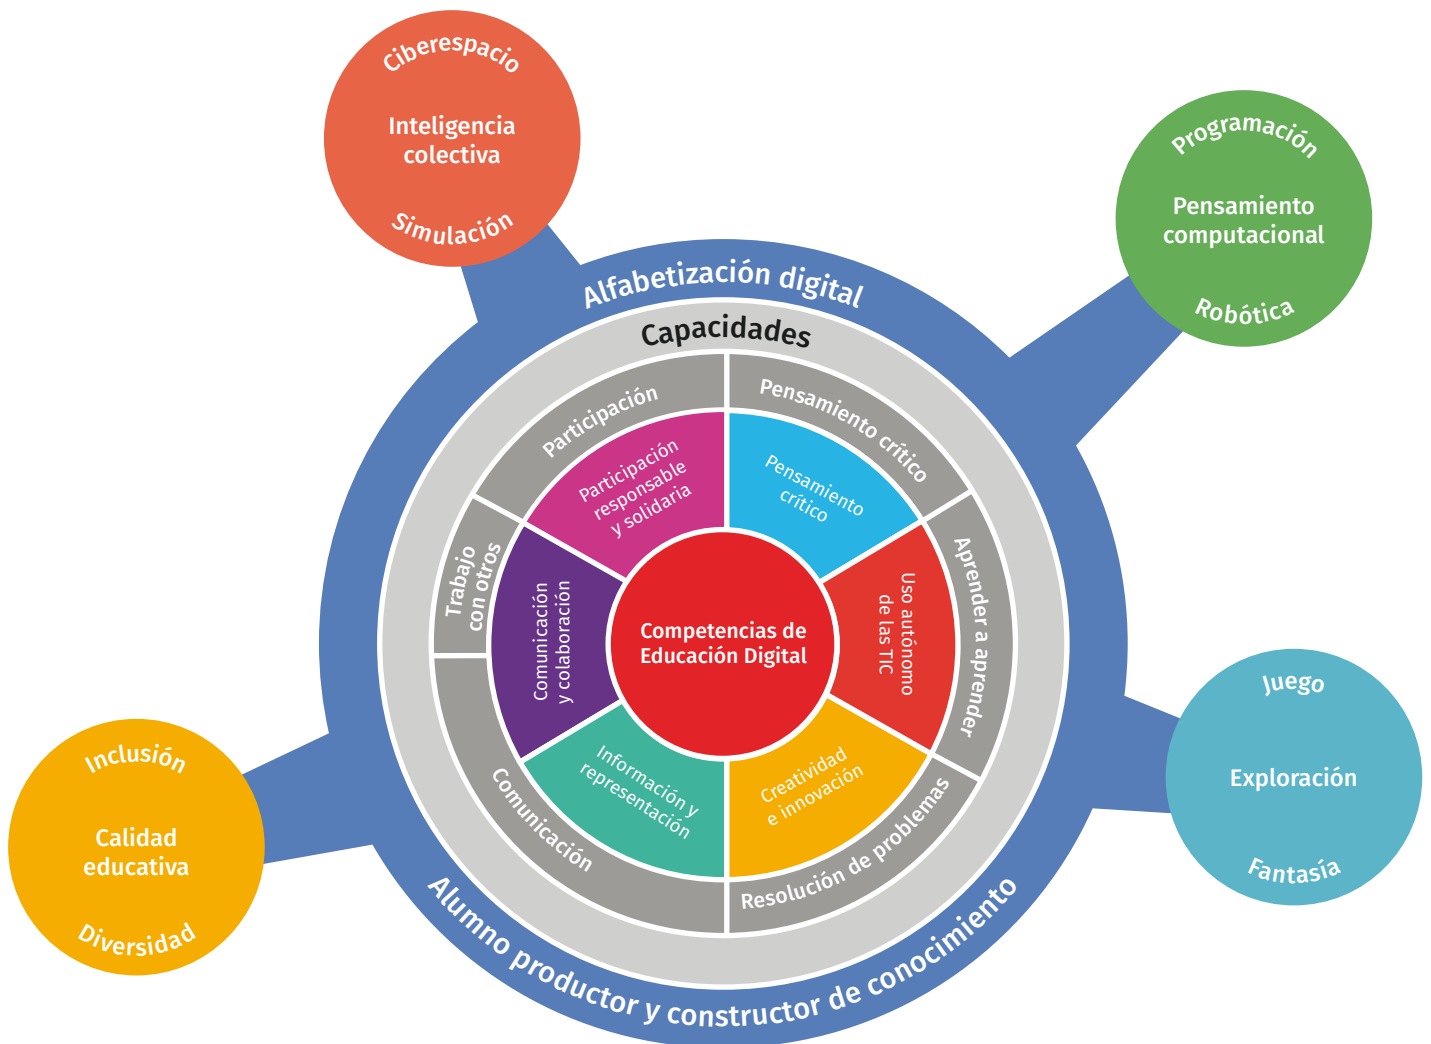 Ciberespacio
Inteligencia
colectiva
Simulación
Programación
Pensamiento
computacional
Robótica
Alfabetización digital
Capacidades
Participación
Pensamiento crítico
Participación
responsable
y solidaria
Pensamiento
crítico
Trabajo
con otros
Comunicación
y colaboración
Competencias de
Educación Digital
Uso autónomo
de las TIC
Aprender a aprender
Información y
representación
Creatividad
e innovación
Comunicación
Resolución de problemas
Juego
Exploración
Fantasía
Inclusión
Calidad
educativa
Diversidad
Alumno productor y constructor de conocimiento